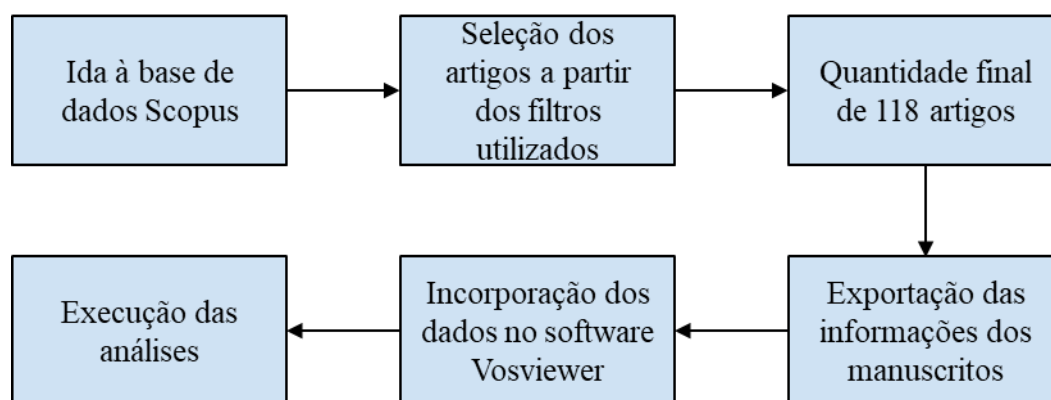 Ida à base de
dados Scopus
Seleção dos
artigos a partir
dos filtros
utilizados
Quantidade final
de 118 artigos
Exportação das
informações dos
manuscritos
Incorporação dos
dados no software
Vosviewer
Execução das
análises